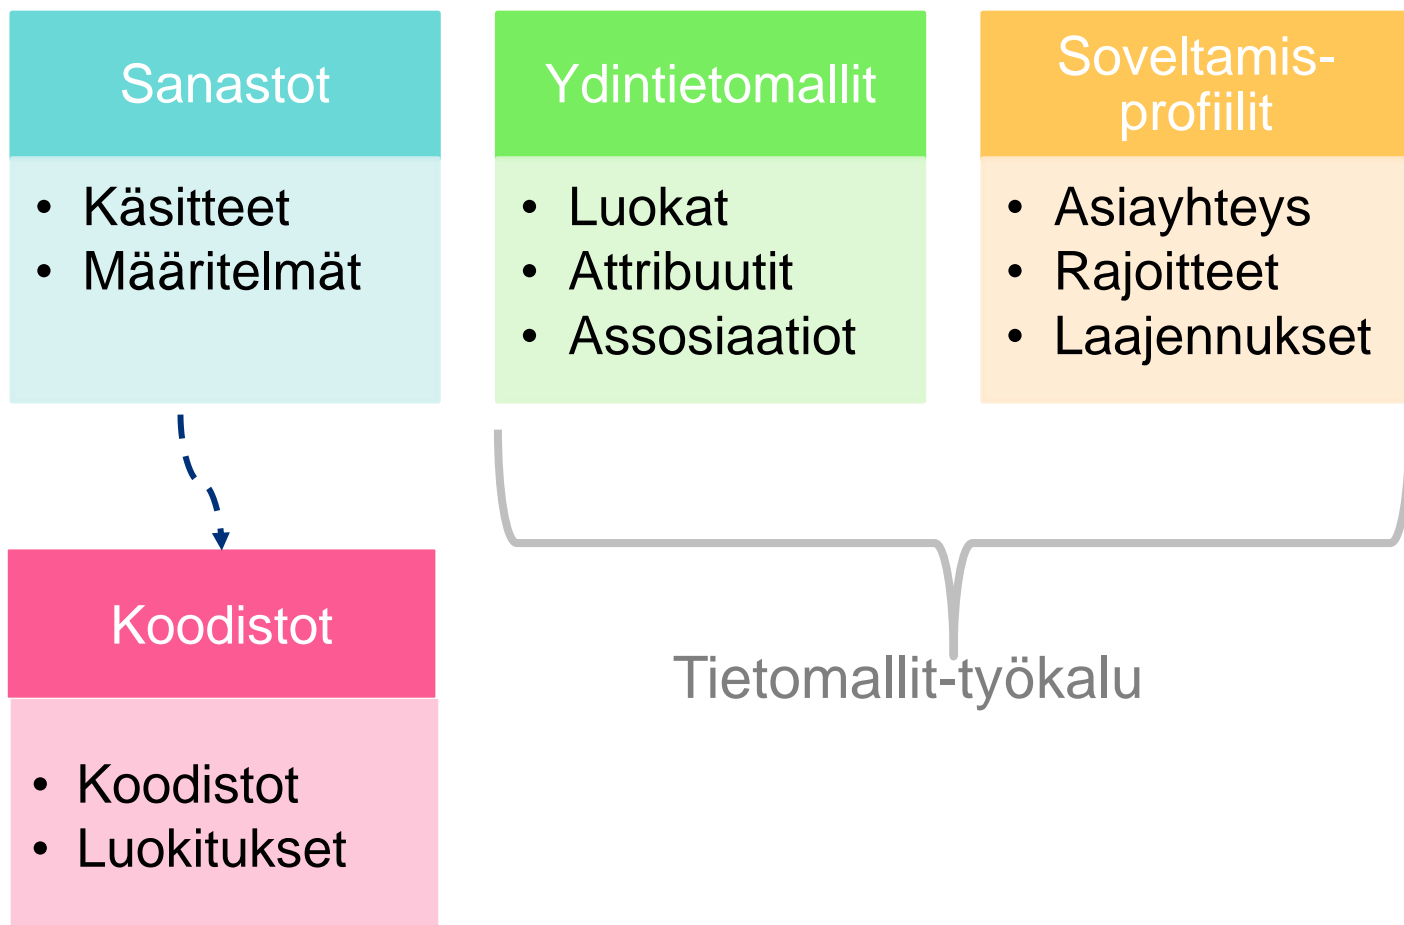 Sanastot
• Käsitteet
• Määritelmät
Ydintietomallit
• Luokat
• Attribuutit
• Assosiaatiot
Soveltamis-
profiilit
• Asiayhteys
• Rajoitteet
• Laajennukset
Koodistot
• Koodistot
• Luokitukset
Tietomallit-työkalu